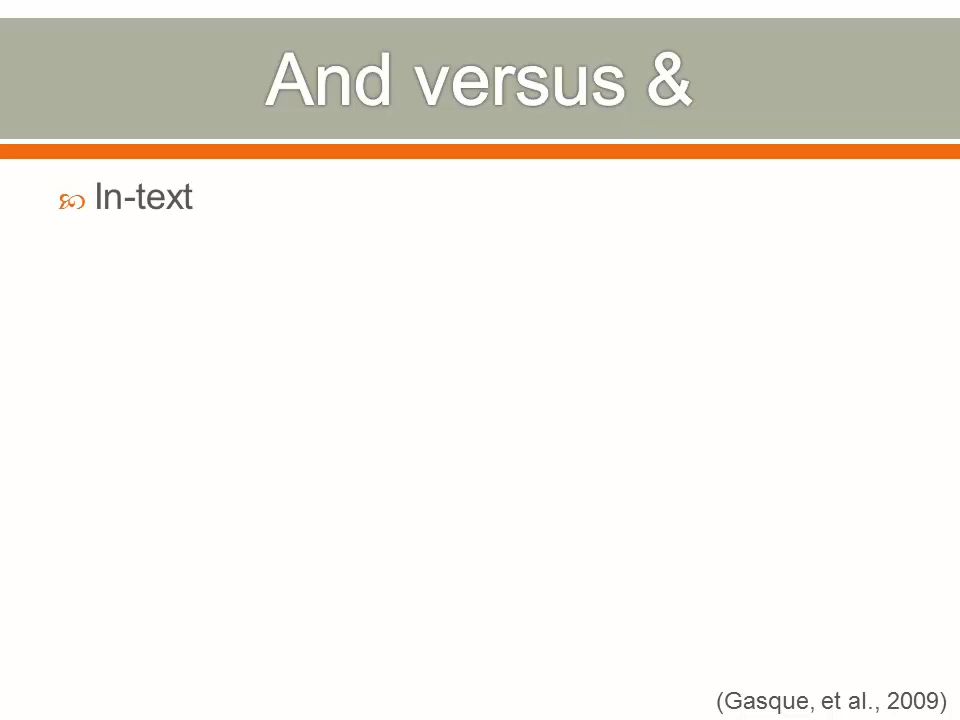 And versus &
In-text
(Gasque, et al., 2009)